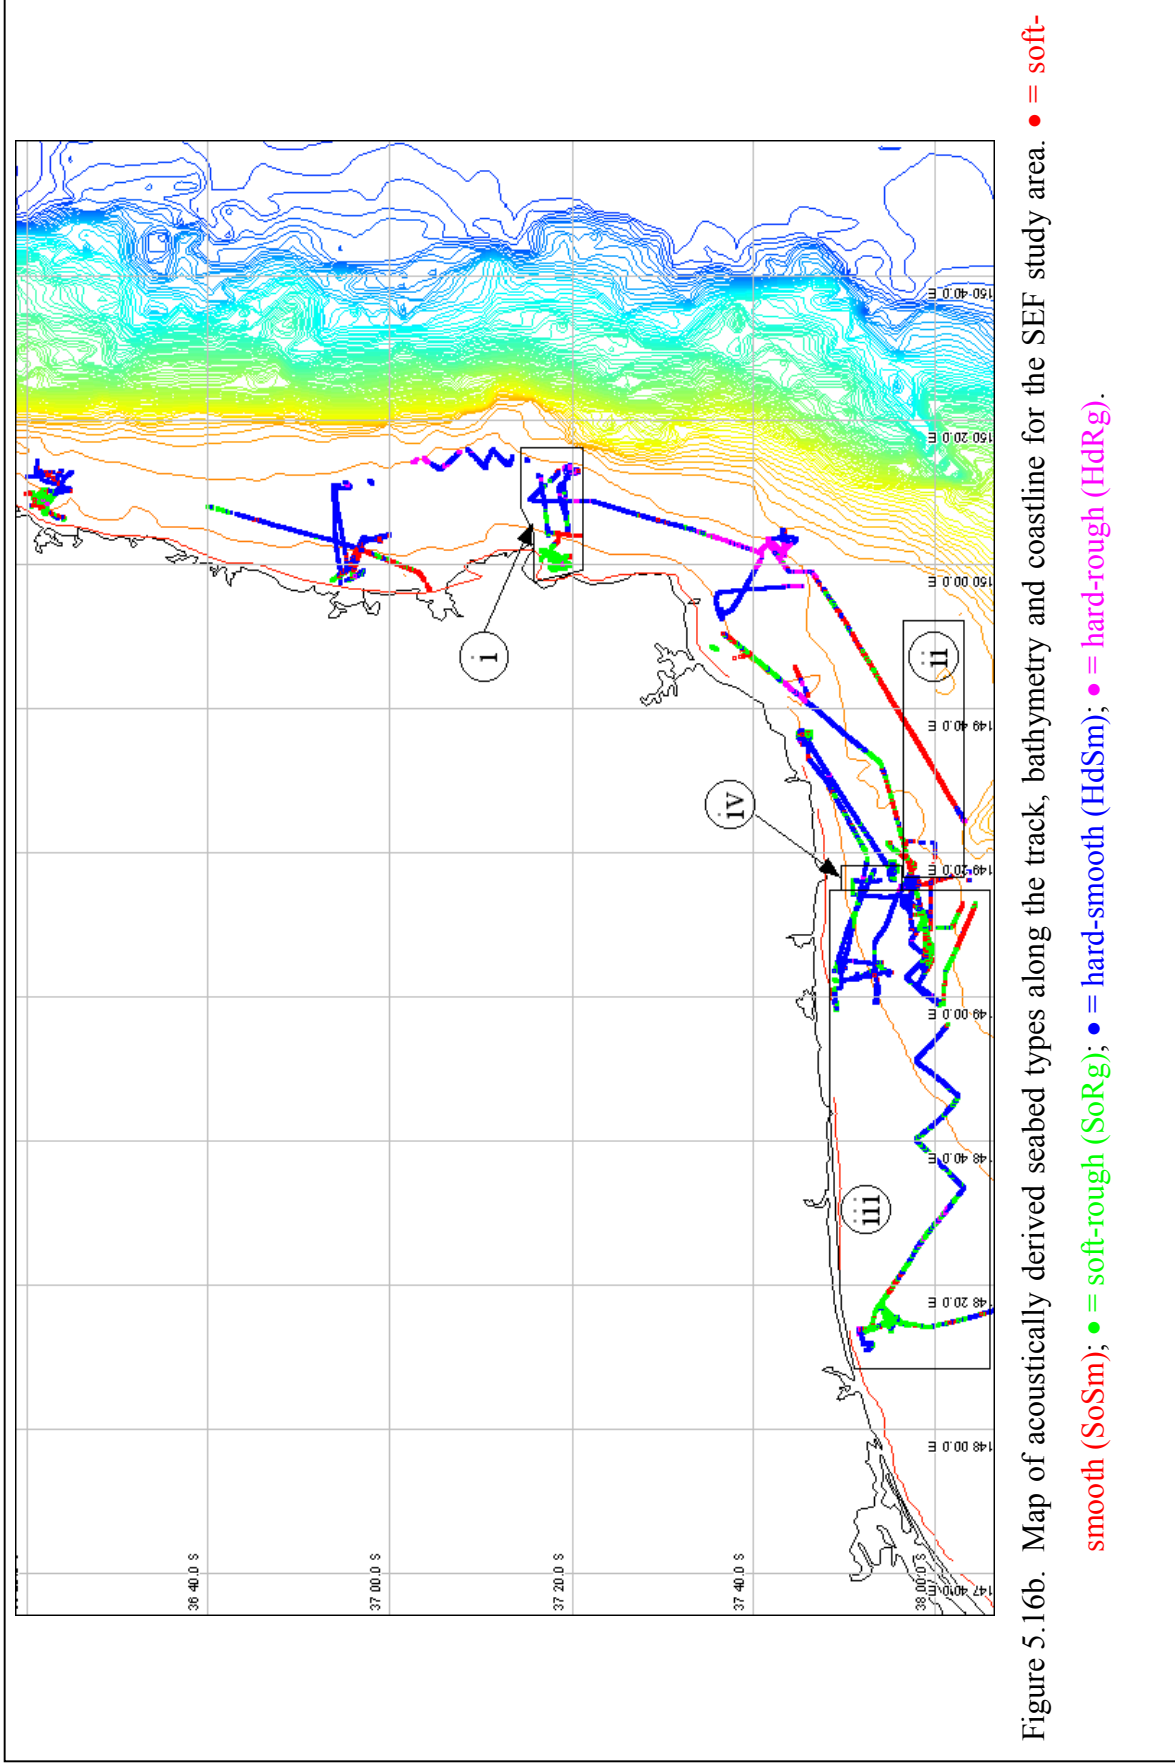 36 40.0 S
37 00.0 S
37 20.0 S
37 40.0 S
38 00.0 S
147 40.0 E
148 00.0 E
48 20.0 E
48 40.0 E
49 00.0 E
149 20.0 E
149 40.0 E
150 00.0 E
150 20.0 E
150 40.0 E
i
ii
iii
iv
Figure 5.16b. Map of acoustically derived seabed types along the track, bathymetry and coastline for the SEF study area. ● = soft-
smooth (SoSm); ● = soft-rough (SoRg); ● = hard-smooth (HdSm); ● = hard-rough (HdRg).